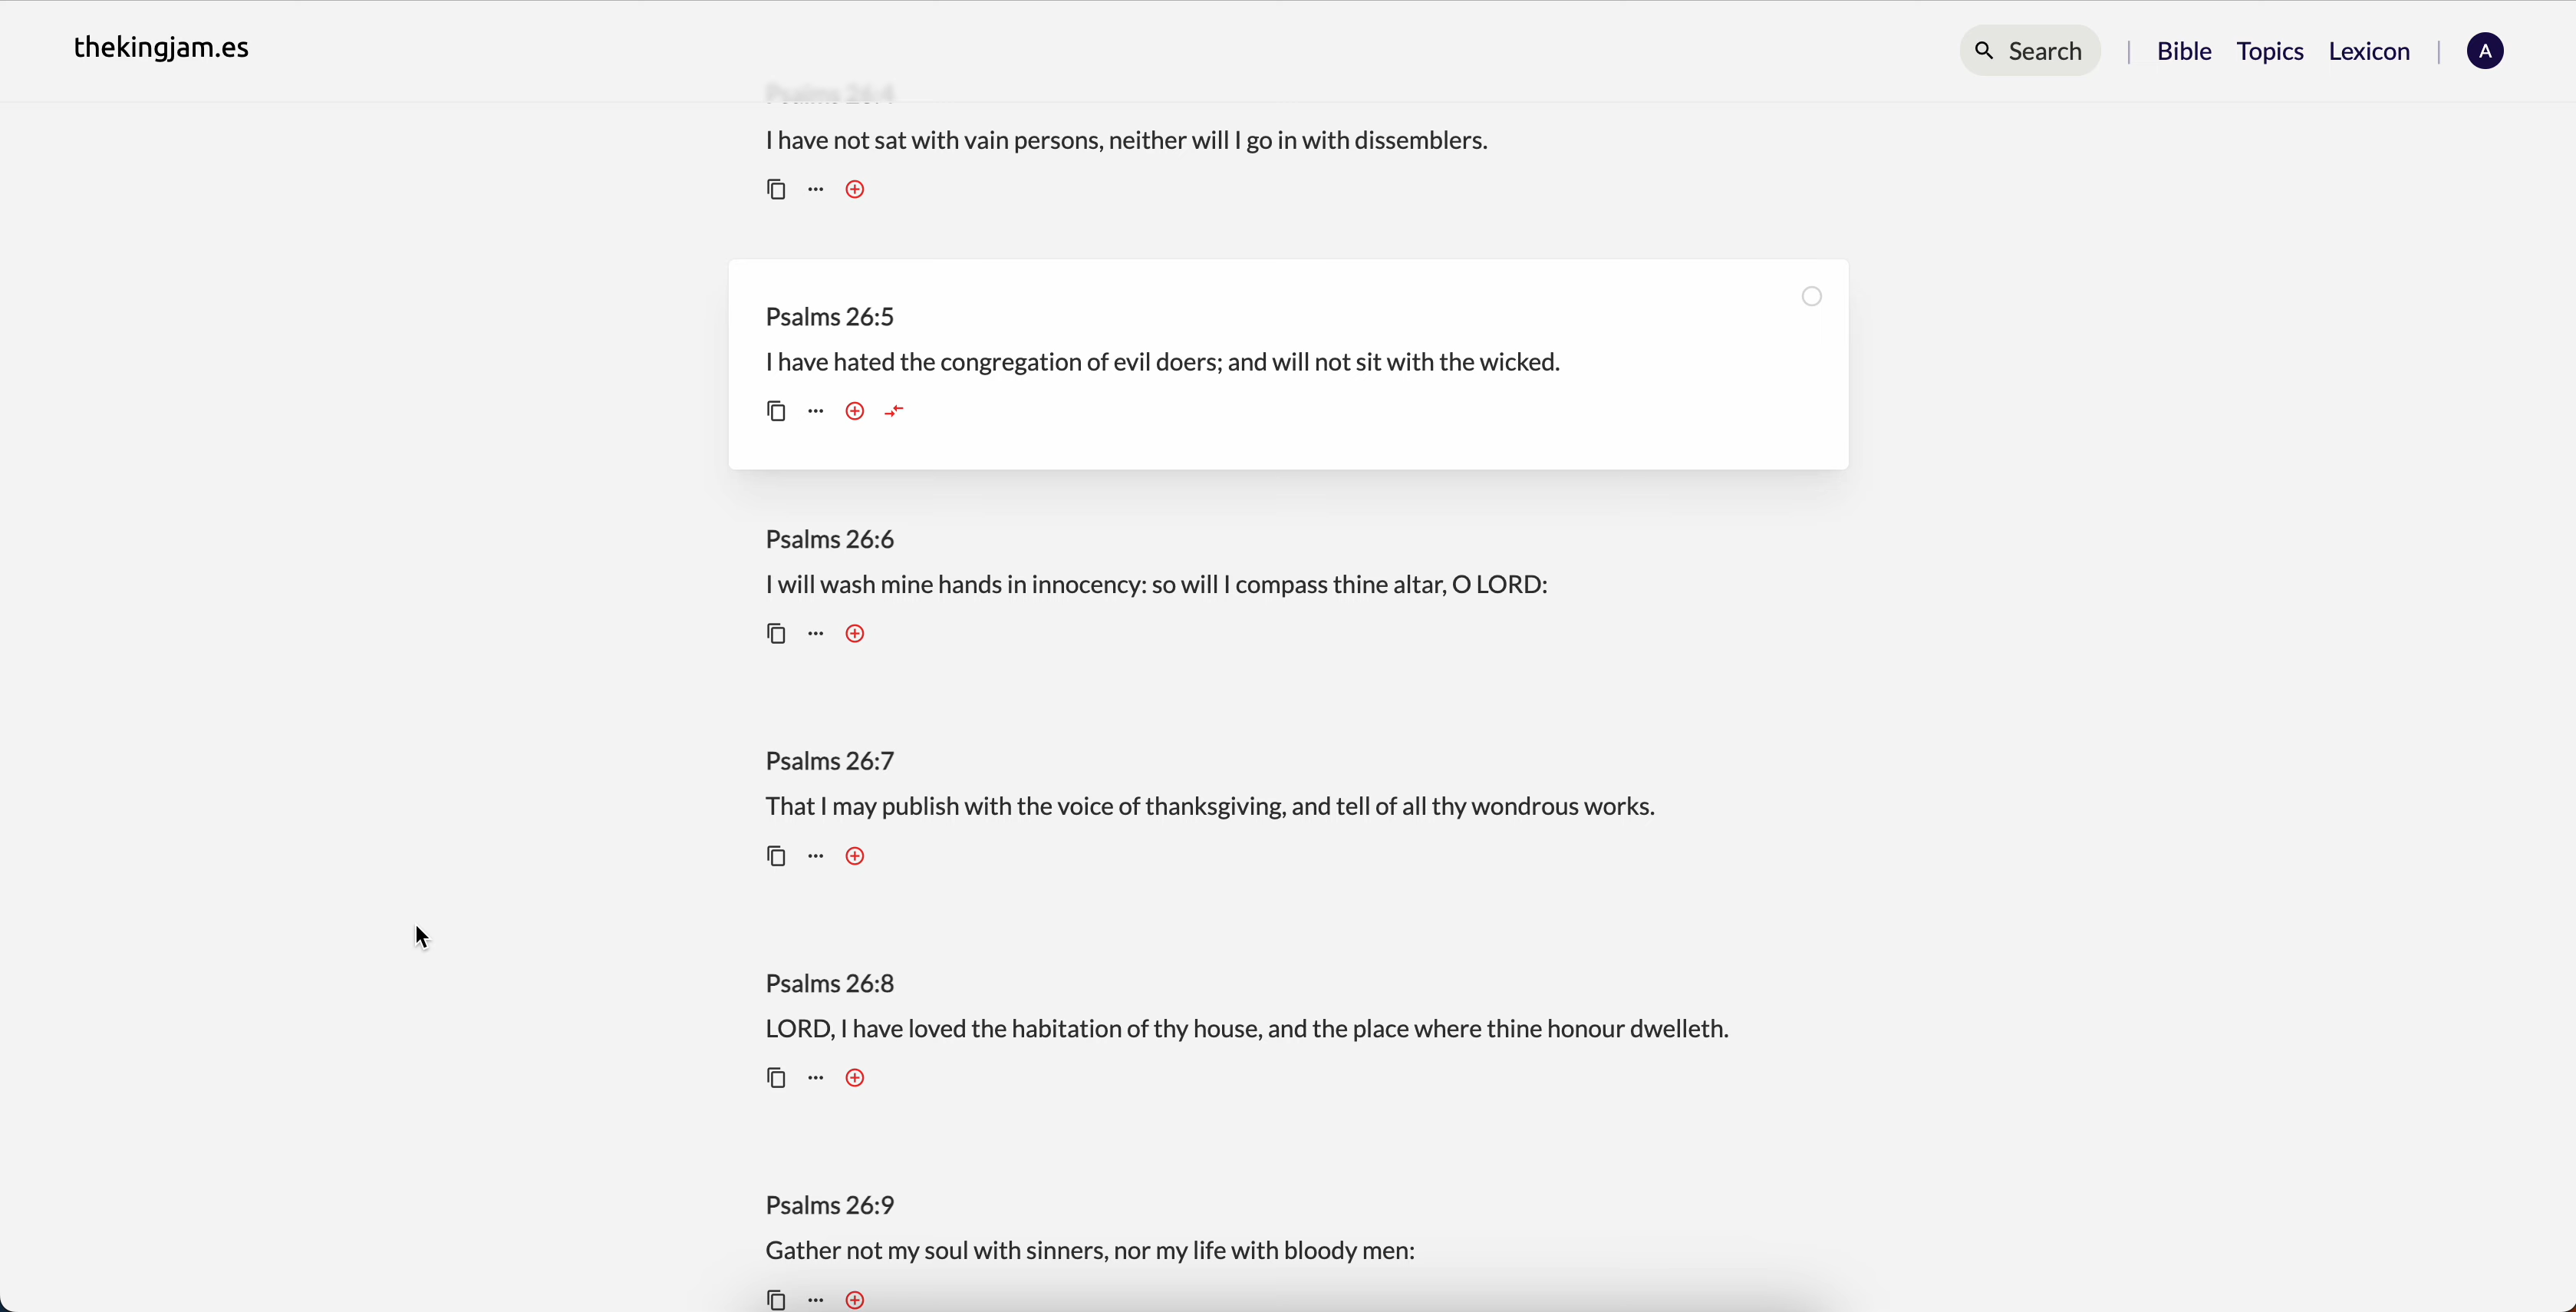 thekingjam.es
Search | Bible Topics Lexicon | A
Psalms 26:4
I have not sat with vain persons, neither will I go in with dissemblers.
Psalms 26:5
I have hated the congregation of evil doers; and will not sit with the wicked.
Psalms 26:6
I will wash mine hands in innocency: so will I compass thine altar, O LORD:
Psalms 26:7
That I may publish with the voice of thanksgiving, and tell of all thy wondrous works.
Psalms 26:8
LORD, I have loved the habitation of thy house, and the place where thine honour dwelleth.
Psalms 26:9
Gather not my soul with sinners, nor my life with bloody men: